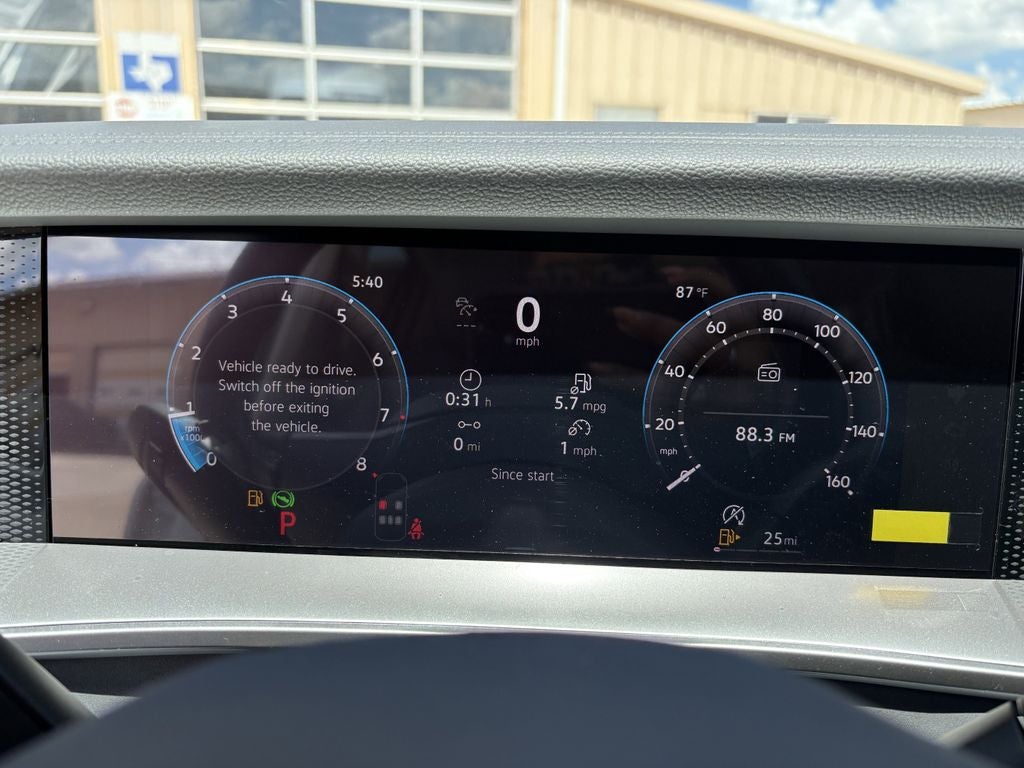 5:40
1
2
3
4
5
6
7
8
0
rpm
x1000
Vehicle ready to drive.
Switch off the ignition
before exiting
the vehicle.
P
0
mph
---
0:31 h
5.7 mpg
0 mi
1 mph
Since start
87 °F
0
20
40
60
80
100
120
140
160
mph
88.3 FM
25 mi